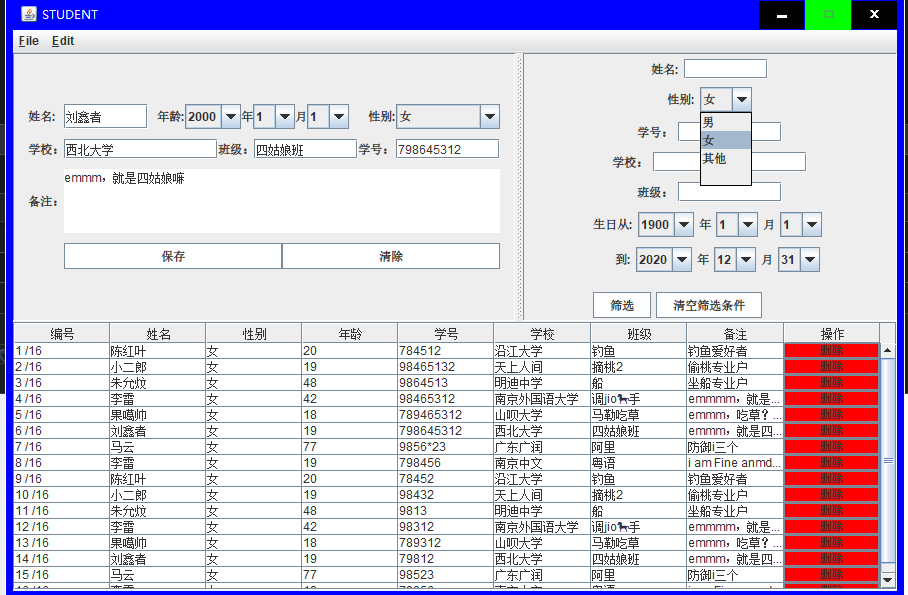 STUDENT
File Edit
姓名: 刘鑫者 年龄: 2000 年 1 月 1 性别: 女
学校: 西北大学 班级: 四姑娘班 学号: 798645312
备注: emmm，就是四姑娘嘛
保存 清除
姓名:
性别: 女
男
女
其他
学号:
学校:
班级:
生日从: 1900 年 1 月 1
到: 2020 年 12 月 31
筛选 清空筛选条件
编号 姓名 性别 年龄 学号 学校 班级 备注 操作
1 /16 陈红叶 女 20 784512 沿江大学 钓鱼 钓鱼爱好者 删除
2 /16 小二郎 女 19 98465132 天上人间 摘桃2 偷桃专业户 删除
3 /16 朱允炆 女 48 9864513 明迪中学 船 坐船专业户 删除
4 /16 李雷 女 42 98465312 南京外国语大学 调jio🐎手 emmmm，就是... 删除
5 /16 果噶帅 女 18 789465312 山呗大学 马勒吃草 emmm，吃草？... 删除
6 /16 刘鑫者 女 19 798645312 西北大学 四姑娘班 emmm，就是四... 删除
7 /16 马云 女 77 9856*23 广东广润 阿里 防御i三个 删除
8 /16 李雷 女 19 798456 南京中文 粤语 i am Fine anmd... 删除
9 /16 陈红叶 女 20 78452 沿江大学 钓鱼 钓鱼爱好者 删除
10 /16 小二郎 女 19 98432 天上人间 摘桃2 偷桃专业户 删除
11 /16 朱允炆 女 48 9813 明迪中学 船 坐船专业户 删除
12 /16 李雷 女 42 98312 南京外国语大学 调jio🐎手 emmmm，就是... 删除
13 /16 果噶帅 女 18 789312 山呗大学 马勒吃草 emmm，吃草？... 删除
14 /16 刘鑫者 女 19 79812 西北大学 四姑娘班 emmm，就是四... 删除
15 /16 马云 女 77 98523 广东广润 阿里 防御i三个 删除